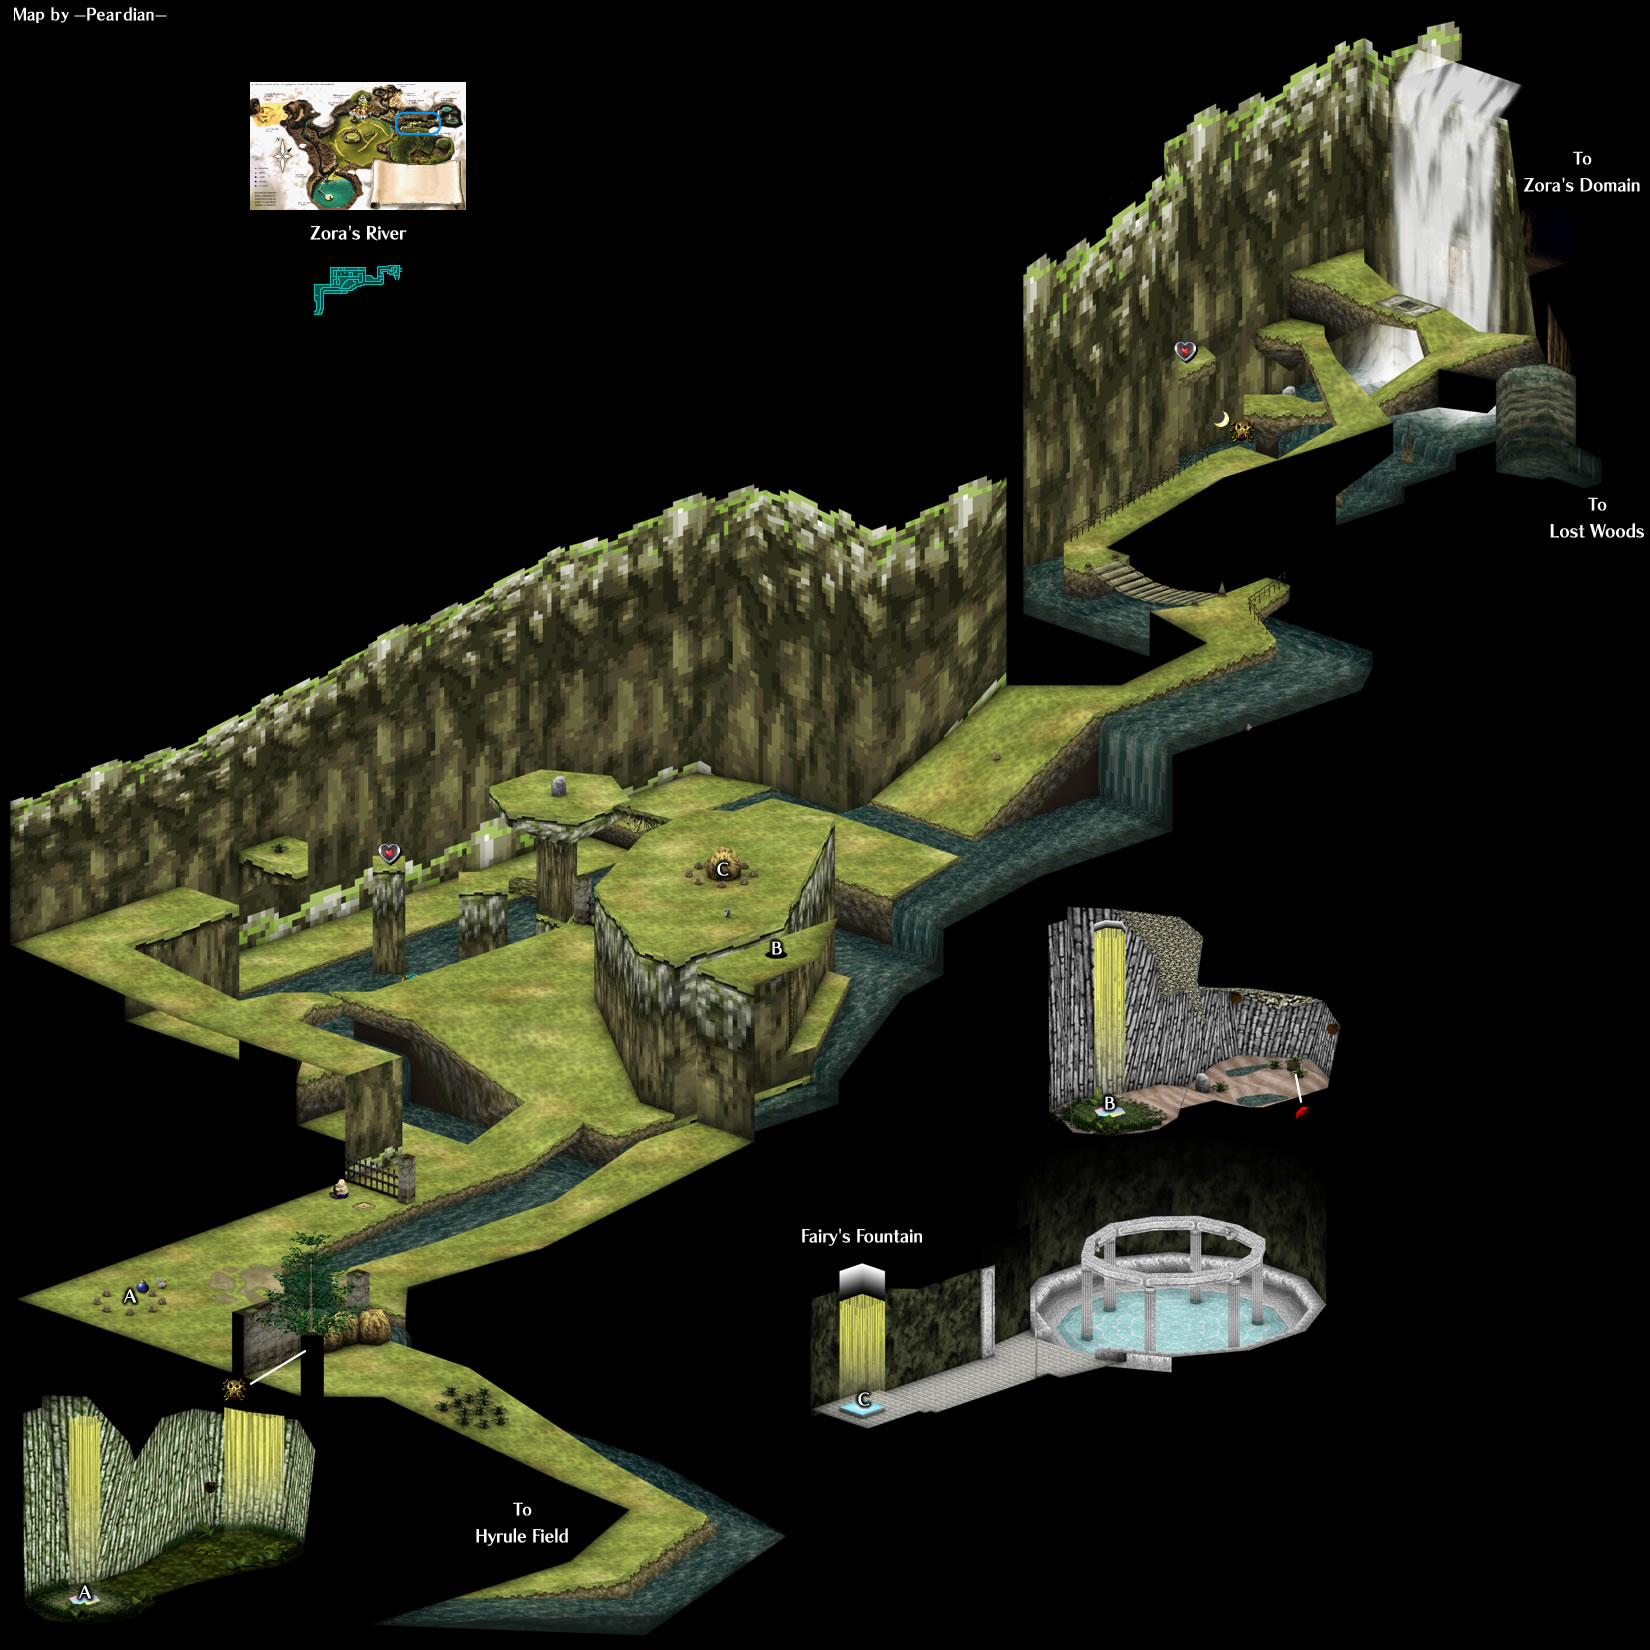 Map by –Peardian–
Zora's River
To
Zora's Domain
To
Lost Woods
C
B
B
Fairy's Fountain
A
C
To
Hyrule Field
A